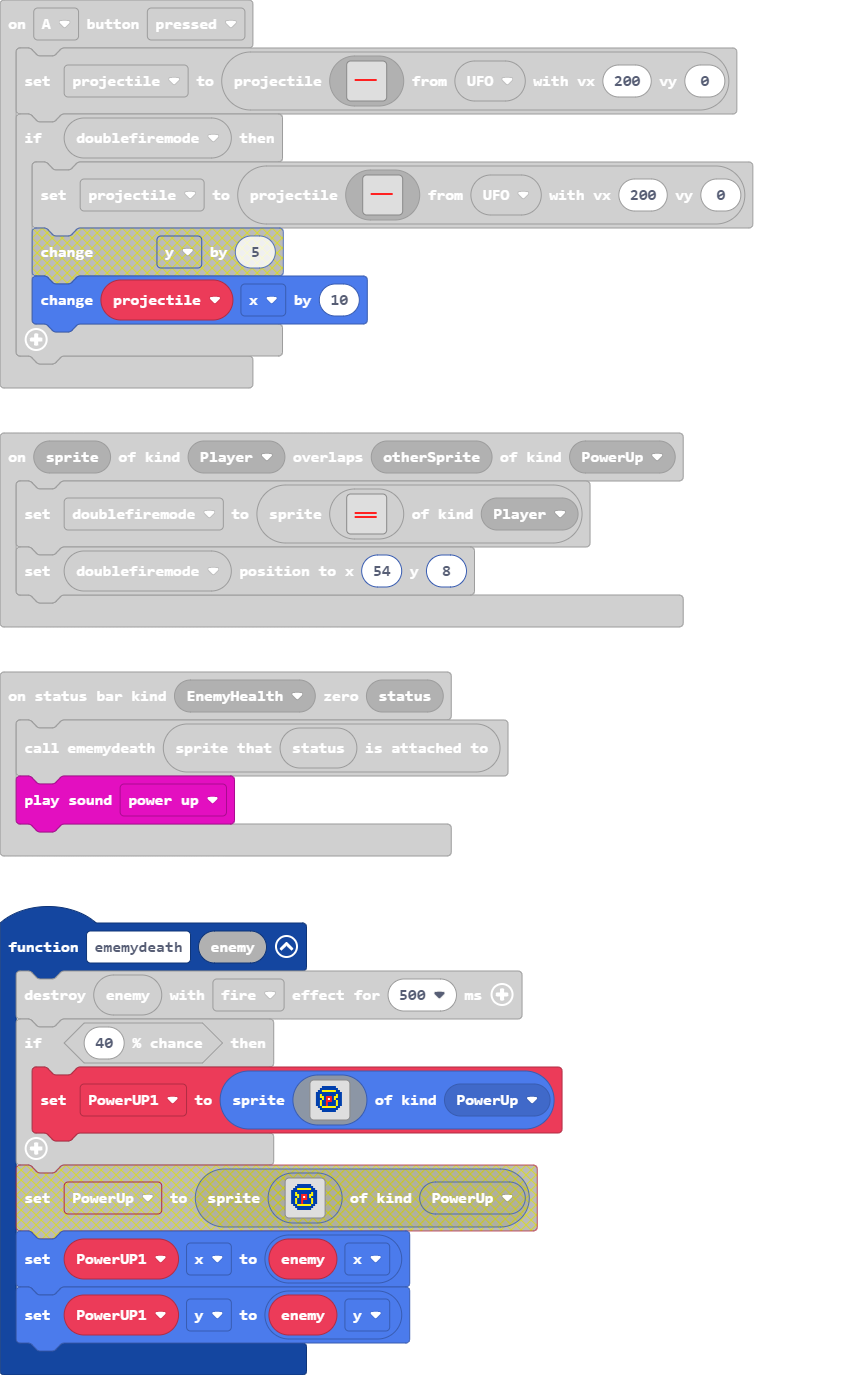 on A button pressed
set projectile to projectile from UFO with vx 200 vy 0
if doublefiremode then
set projectile to projectile from UFO with vx 200 vy 0
change y by 5
change projectile x by 10
on sprite of kind Player overlaps otherSprite of kind PowerUp
set doublefiremode to sprite of kind Player
set doublefiremode position to x 54 y 8
on status bar kind EnemyHealth zero status
call ememydeath sprite that status is attached to
play sound power up
function ememydeath enemy
destroy enemy with fire effect for 500 ms
if 40 % chance then
set PowerUP1 to sprite of kind PowerUp
set PowerUp to sprite of kind PowerUp
set PowerUP1 x to enemy x
set PowerUP1 y to enemy y